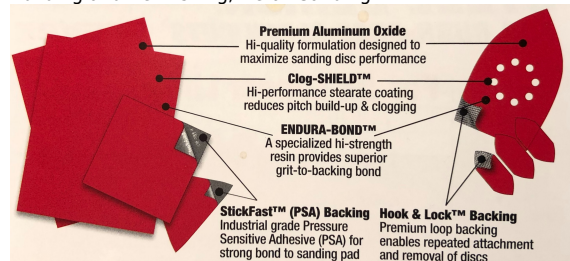 Premium Aluminum Oxide
Hi-quality formulation designed to
maximize sanding disc performance
Clog-SHIELD™
Hi-performance stearate coating
reduces pitch build-up & clogging
ENDURA-BOND™
A specialized hi-strength
resin provides superior
grit-to-backing bond
StickFast™ (PSA) Backing
Industrial grade Pressure
Sensitive Adhesive (PSA) for
strong bond to sanding pad
Hook & Lock™ Backing
Premium loop backing
enables repeated attachment
and removal of discs